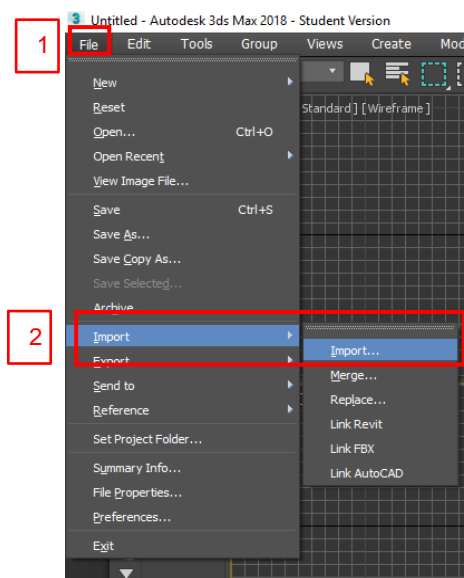 3 Untitled - Autodesk 3ds Max 2018 - Student Version
1
File Edit Tools Group Views Create Mod
New
Standard ] [ Wireframe ]
Reset
Open... Ctrl+O
Open Recent
View Image File...
Save Ctrl+S
Save As...
Save Copy As...
Save Selected...
Archive
2
Import
Import...
Export
Merge...
Send to
Replace...
Reference
Link Revit
Set Project Folder...
Link FBX
Summary Info...
Link AutoCAD
File Properties...
Preferences...
Exit